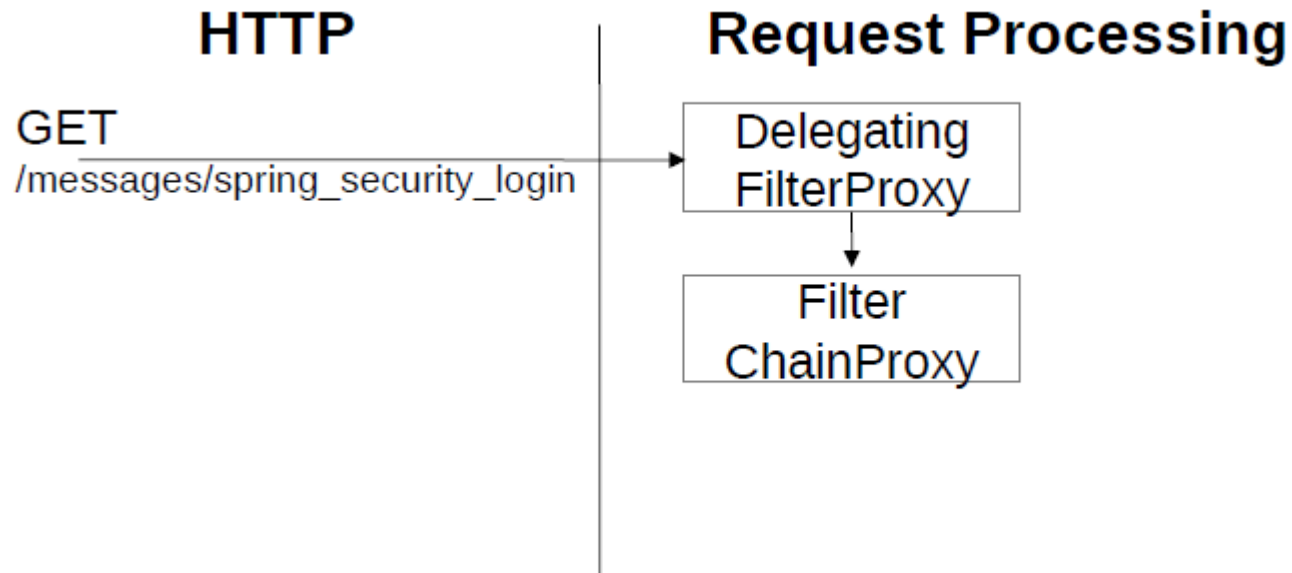 HTTP
Request Processing
GET
/messages/spring_security_login
Delegating
FilterProxy
Filter
ChainProxy